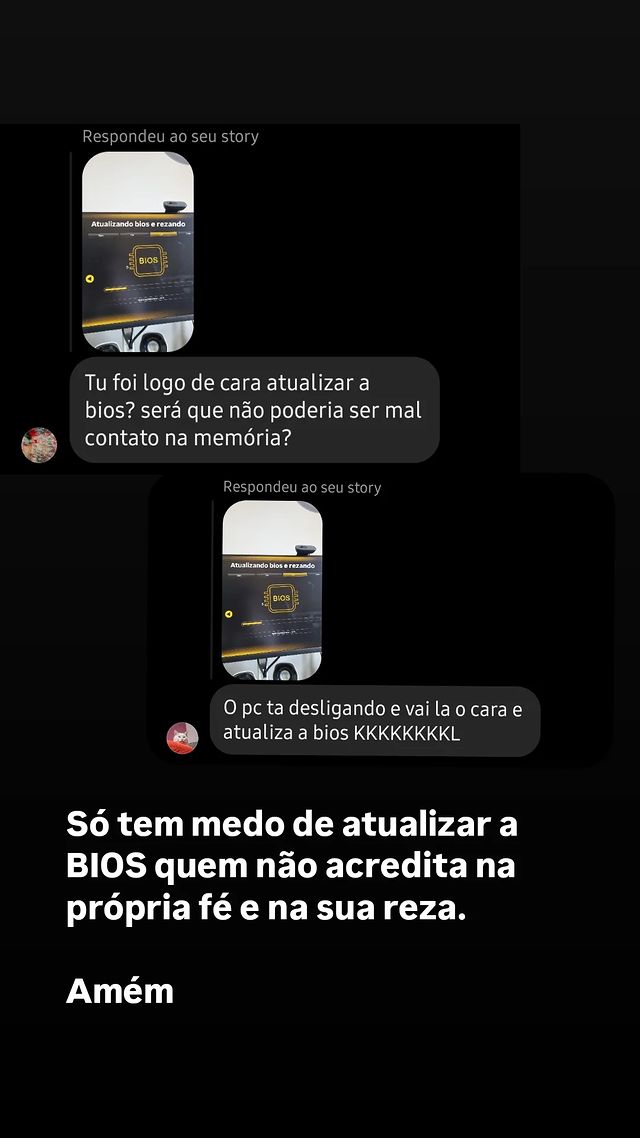 Respondeu ao seu story
Atualizando bios e rezando
BIOS
Tu foi logo de cara atualizar a
bios? será que não poderia ser mal
contato na memória?
Respondeu ao seu story
Atualizando bios e rezando
BIOS
O pc ta desligando e vai la o cara e
atualiza a bios KKKKKKKKL
Só tem medo de atualizar a
BIOS quem não acredita na
própria fé e na sua reza.
Amém